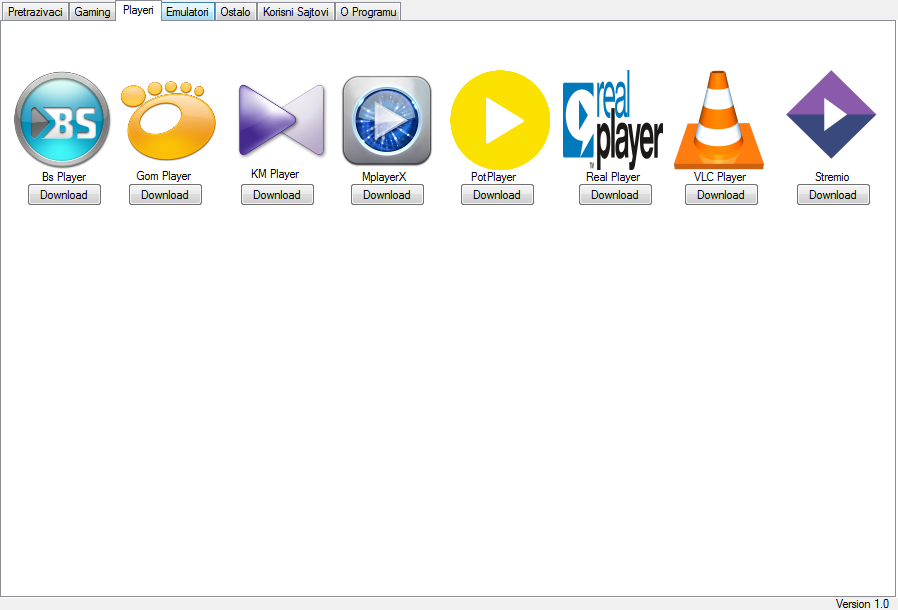 Pretrazivaci Gaming Playeri Emulatori Ostalo Korisni Sajtovi O Programu
BS
real
player
TM
Bs Player Gom Player KM Player MplayerX PotPlayer Real Player VLC Player Stremio
Download Download Download Download Download Download Download Download
Version 1.0